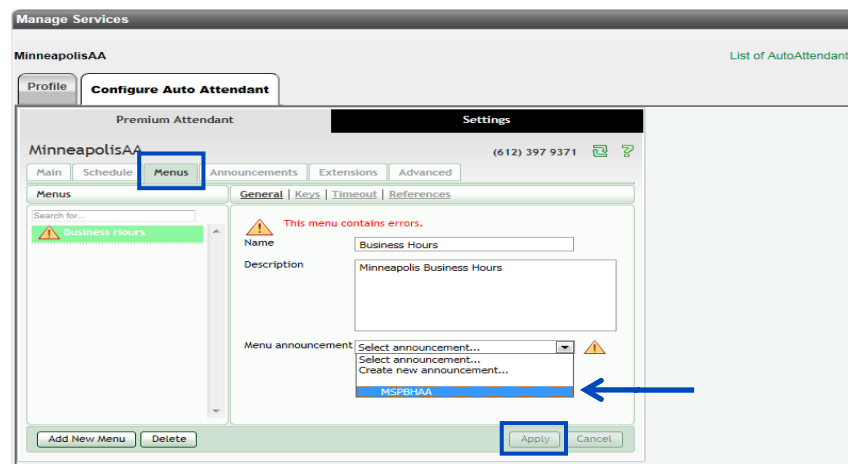 Manage Services
MinneapolisAA
List of AutoAttendant
Profile
Configure Auto Attendant
Premium Attendant
Settings
MinneapolisAA
(612) 397 9371
Main
Schedule
Menus
Announcements
Extensions
Advanced
Menus
General | Keys | Timeout | References
Search for...
Business Hours
This menu contains errors.
Name
Business Hours
Description
Minneapolis Business Hours
Menu announcement
Select announcement...
Select announcement...
Create new announcement...
MSPBHAA
Add New Menu
Delete
Apply
Cancel